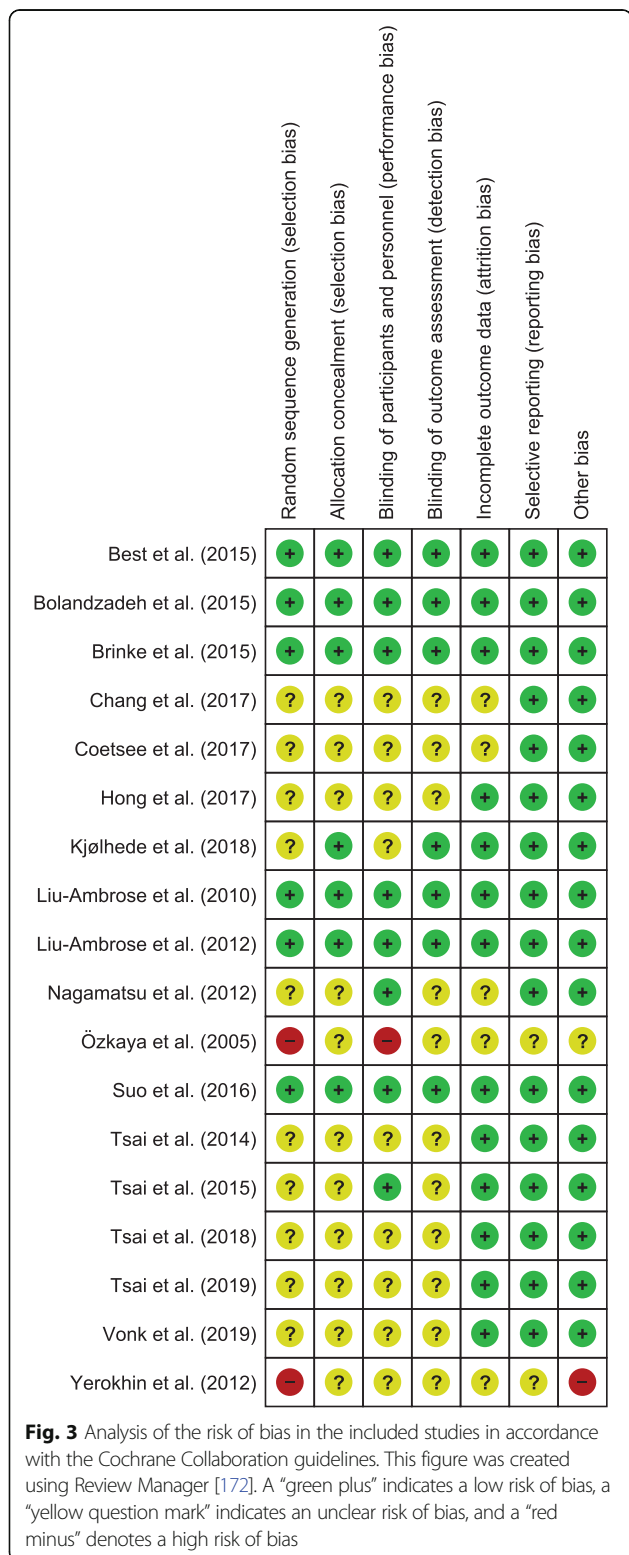 Random sequence generation (selection bias)
Allocation concealment (selection bias)
Blinding of participants and personnel (performance bias)
Blinding of outcome assessment (detection bias)
Incomplete outcome data (attrition bias)
Selective reporting (reporting bias)
Other bias
Best et al. (2015) + + + + + + +
Bolandzadeh et al. (2015) + + + + + + +
Brinke et al. (2015) + + + + + + +
Chang et al. (2017) ? ? ? ? ? + +
Coetsee et al. (2017) ? ? ? ? ? + +
Hong et al. (2017) ? ? ? ? + + +
Kjølhede et al. (2018) ? + ? + + + +
Liu-Ambrose et al. (2010) + + + + + + +
Liu-Ambrose et al. (2012) + + + + + + +
Nagamatsu et al. (2012) ? ? + ? ? + +
Özkaya et al. (2005) − ? − ? ? ? ?
Suo et al. (2016) + + + + + + +
Tsai et al. (2014) ? ? ? ? + + +
Tsai et al. (2015) ? ? + ? + + +
Tsai et al. (2018) ? ? ? ? + + +
Tsai et al. (2019) ? ? ? ? + + +
Vonk et al. (2019) ? ? ? ? + + +
Yerokhin et al. (2012) − ? ? ? ? ? −
Fig. 3 Analysis of the risk of bias in the included studies in accordance
with the Cochrane Collaboration guidelines. This figure was created
using Review Manager [172]. A “green plus” indicates a low risk of bias, a
“yellow question mark” indicates an unclear risk of bias, and a “red
minus” denotes a high risk of bias